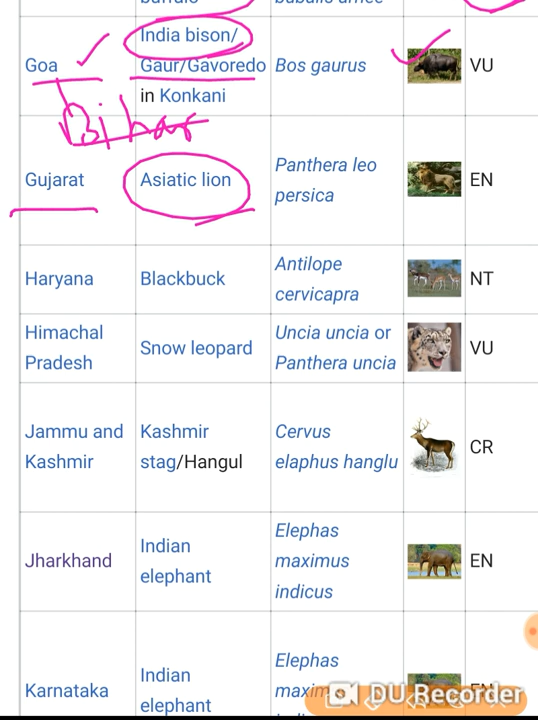 Goa
India bison/
Gaur/Gavoredo
in Konkani
Bos gaurus
VU
Bihar
Gujarat
Asiatic lion
Panthera leo
persica
EN
Haryana
Blackbuck
Antilope
cervicapra
NT
Himachal
Pradesh
Snow leopard
Uncia uncia or
Panthera uncia
VU
Jammu and
Kashmir
Kashmir
stag/Hangul
Cervus
elaphus hanglu
CR
Jharkhand
Indian
elephant
Elephas
maximus
indicus
EN
Karnataka
Indian
elephant
Elephas
EN
DU Recorder